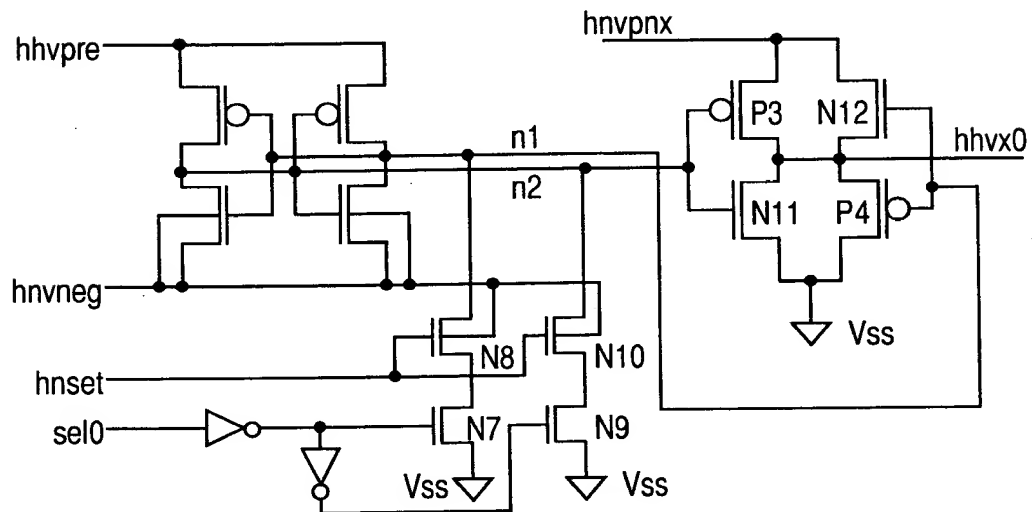 hhvpre
hnvpnx
P3
N12
n1
hhvx0
n2
N11
P4
hnvneg
Vss
N8
N10
hnset
sel0
N7
N9
Vss
Vss